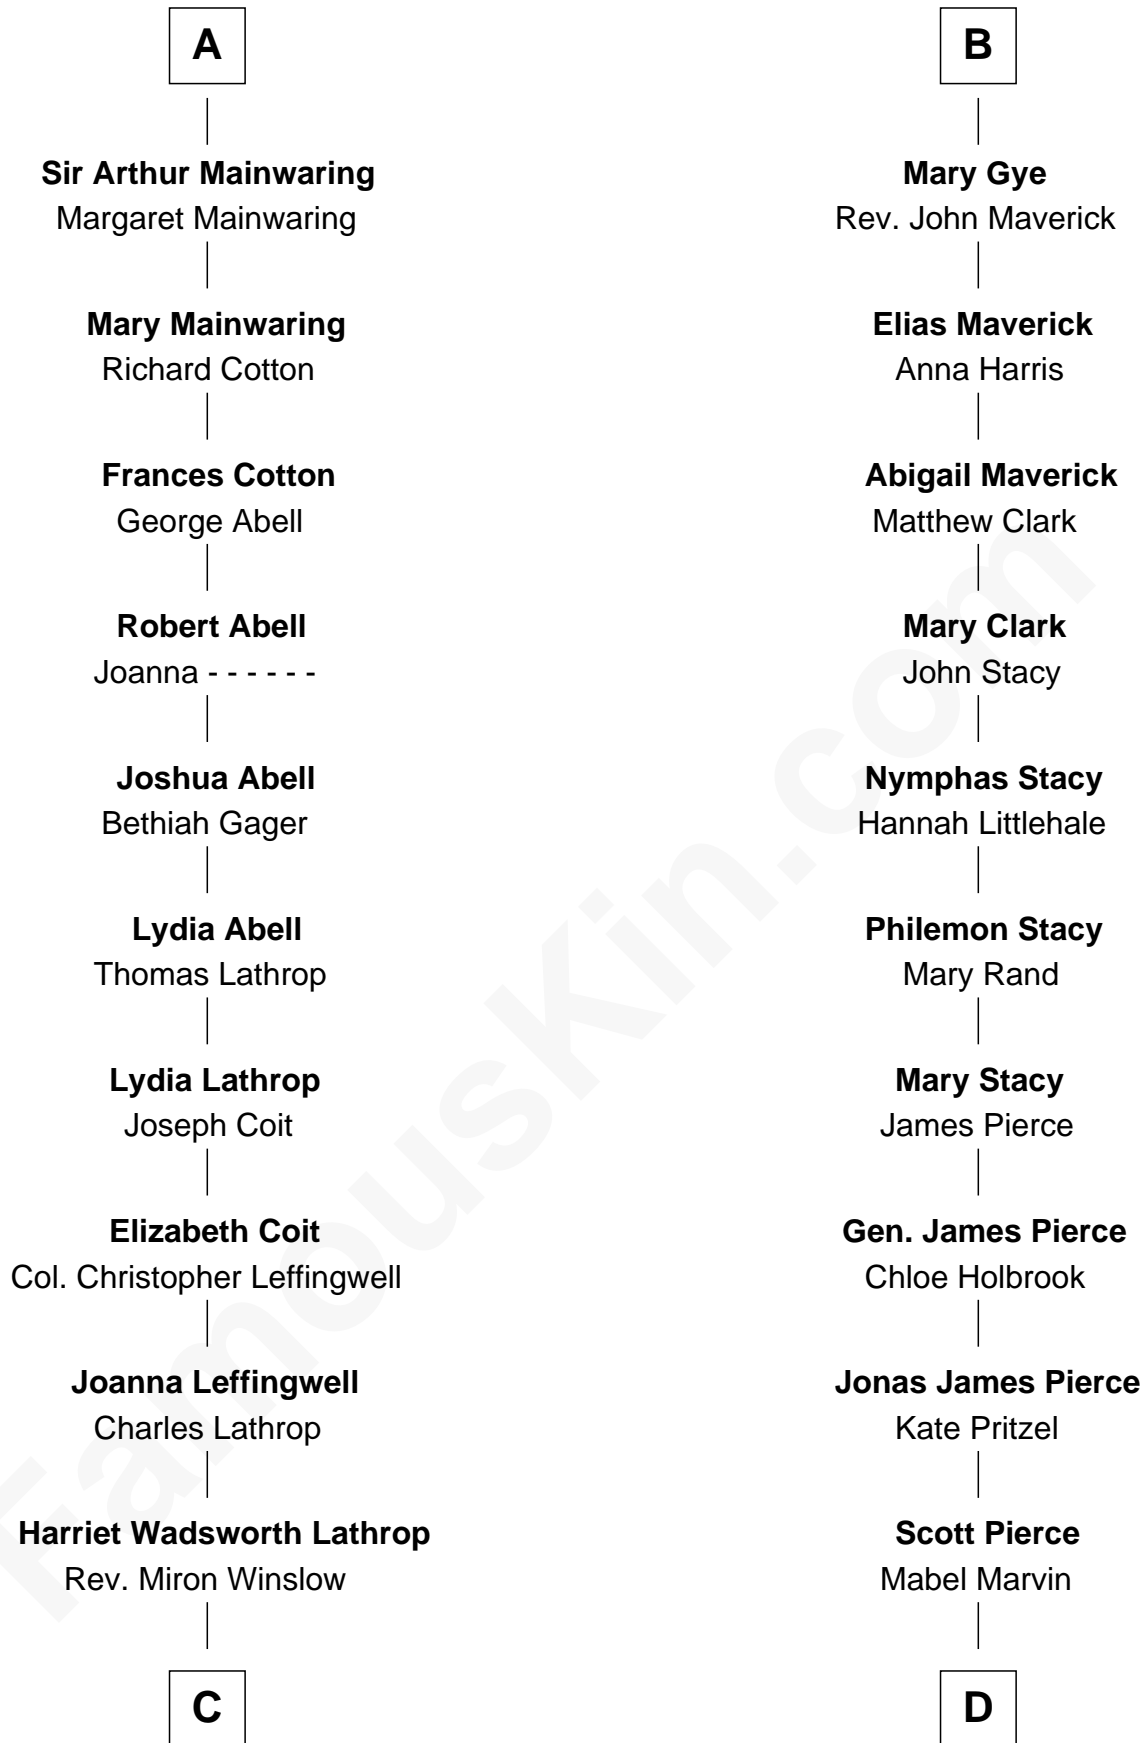 A
Sir Arthur Mainwaring
Margaret Mainwaring
Mary Mainwaring
Richard Cotton
Frances Cotton
George Abell
Robert Abell
Joanna - - - - - -
Joshua Abell
Bethiah Gager
Lydia Abell
Thomas Lathrop
Lydia Lathrop
Joseph Coit
Elizabeth Coit
Col. Christopher Leffingwell
Joanna Leffingwell
Charles Lathrop
Harriet Wadsworth Lathrop
Rev. Miron Winslow
C
B
Mary Gye
Rev. John Maverick
Elias Maverick
Anna Harris
Abigail Maverick
Matthew Clark
Mary Clark
John Stacy
Nymphas Stacy
Hannah Littlehale
Philemon Stacy
Mary Rand
Mary Stacy
James Pierce
Gen. James Pierce
Chloe Holbrook
Jonas James Pierce
Kate Pritzel
Scott Pierce
Mabel Marvin
D
FamousKin.com